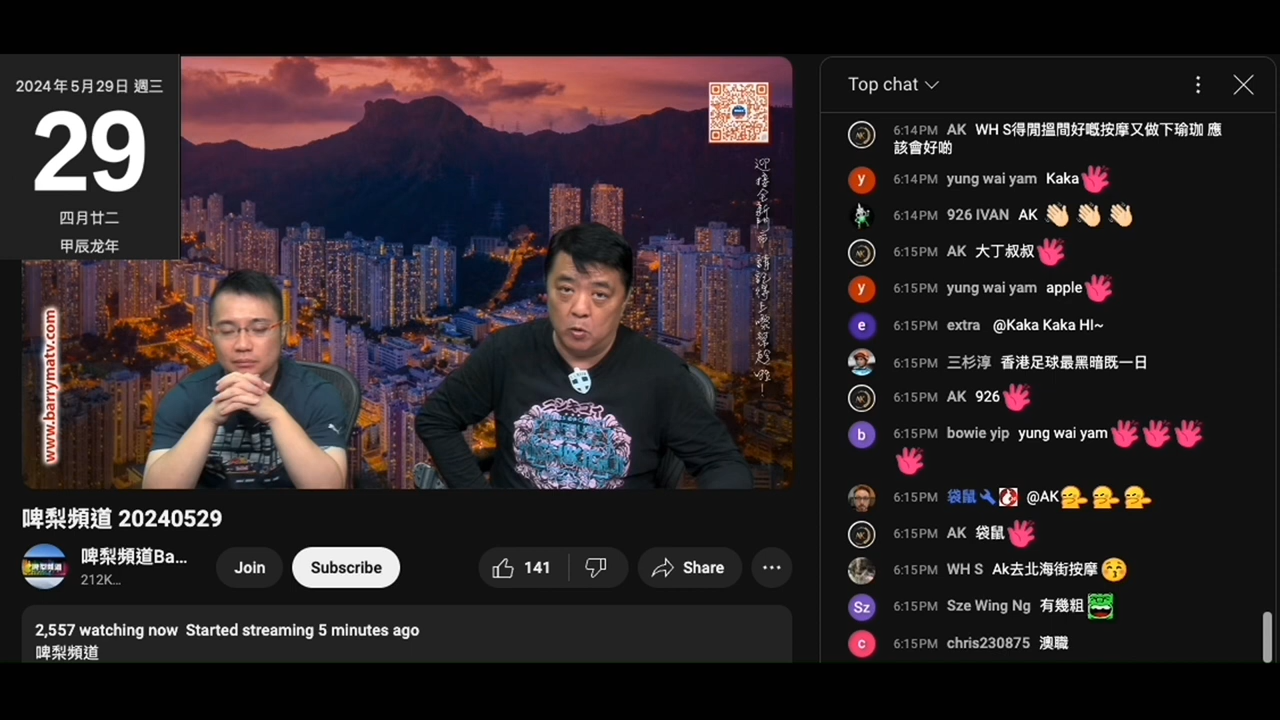 2024年5月29日 週三
29
四月廿二
甲辰龙年
www.barrymatv.com
啤梨頻道 20240529
啤梨頻道Ba...
212K...
Join
Subscribe
141
Share
2,557 watching now Started streaming 5 minutes ago
啤梨頻道
Top chat
6:14PM AK WH S得閒搵間好嘅按摩又做下瑜珈 應
該會好啲
6:14PM yung wai yam Kaka
6:14PM 926 IVAN AK
6:15PM AK 大丁叔叔
6:15PM yung wai yam apple
6:15PM extra @Kaka Kaka HI~
6:15PM 三杉淳 香港足球最黑暗既一日
6:15PM AK 926
6:15PM bowie yip yung wai yam
6:15PM 袋鼠 @AK
6:15PM AK 袋鼠
6:15PM WH S Ak去北海街按摩
6:15PM Sze Wing Ng 有幾粗
6:15PM chris230875 澳職